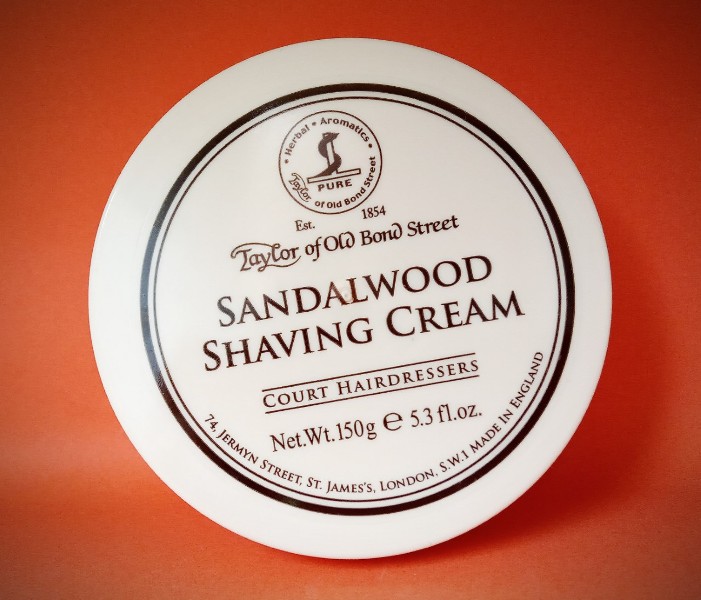 Herbal • Aromatics •
PURE
Taylor of Old Bond Street
Est. 1854
Taylor of Old Bond Street
SANDALWOOD
SHAVING CREAM
COURT HAIRDRESSERS
Net.Wt.150g ℮ 5.3 fl.oz.
74, JERMYN STREET, ST. JAMES'S, LONDON, S.W.1 MADE IN ENGLAND